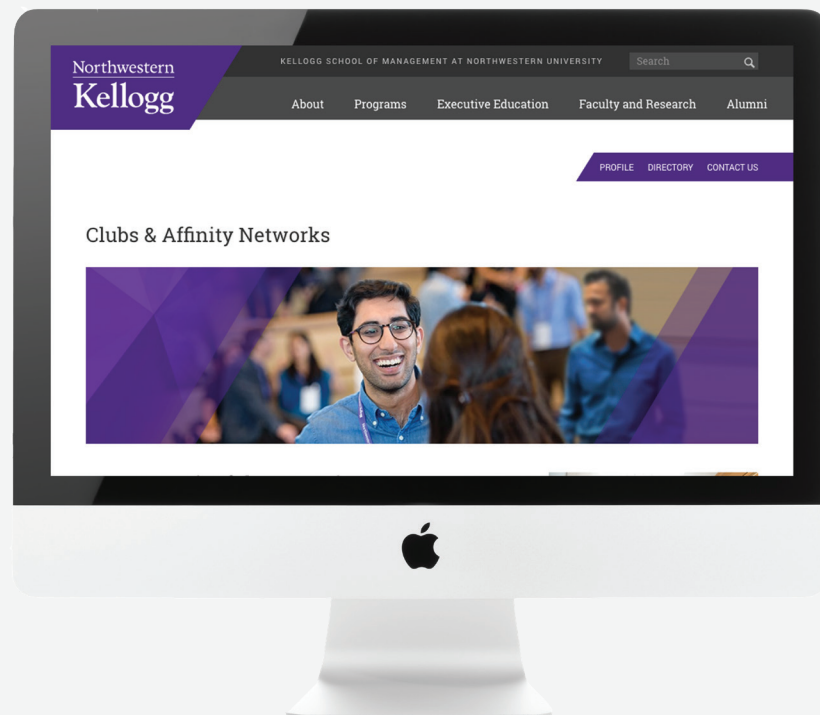 Northwestern
Kellogg
KELLOGG SCHOOL OF MANAGEMENT AT NORTHWESTERN UNIVERSITY
Search
About Programs Executive Education Faculty and Research Alumni
PROFILE DIRECTORY CONTACT US
Clubs & Affinity Networks